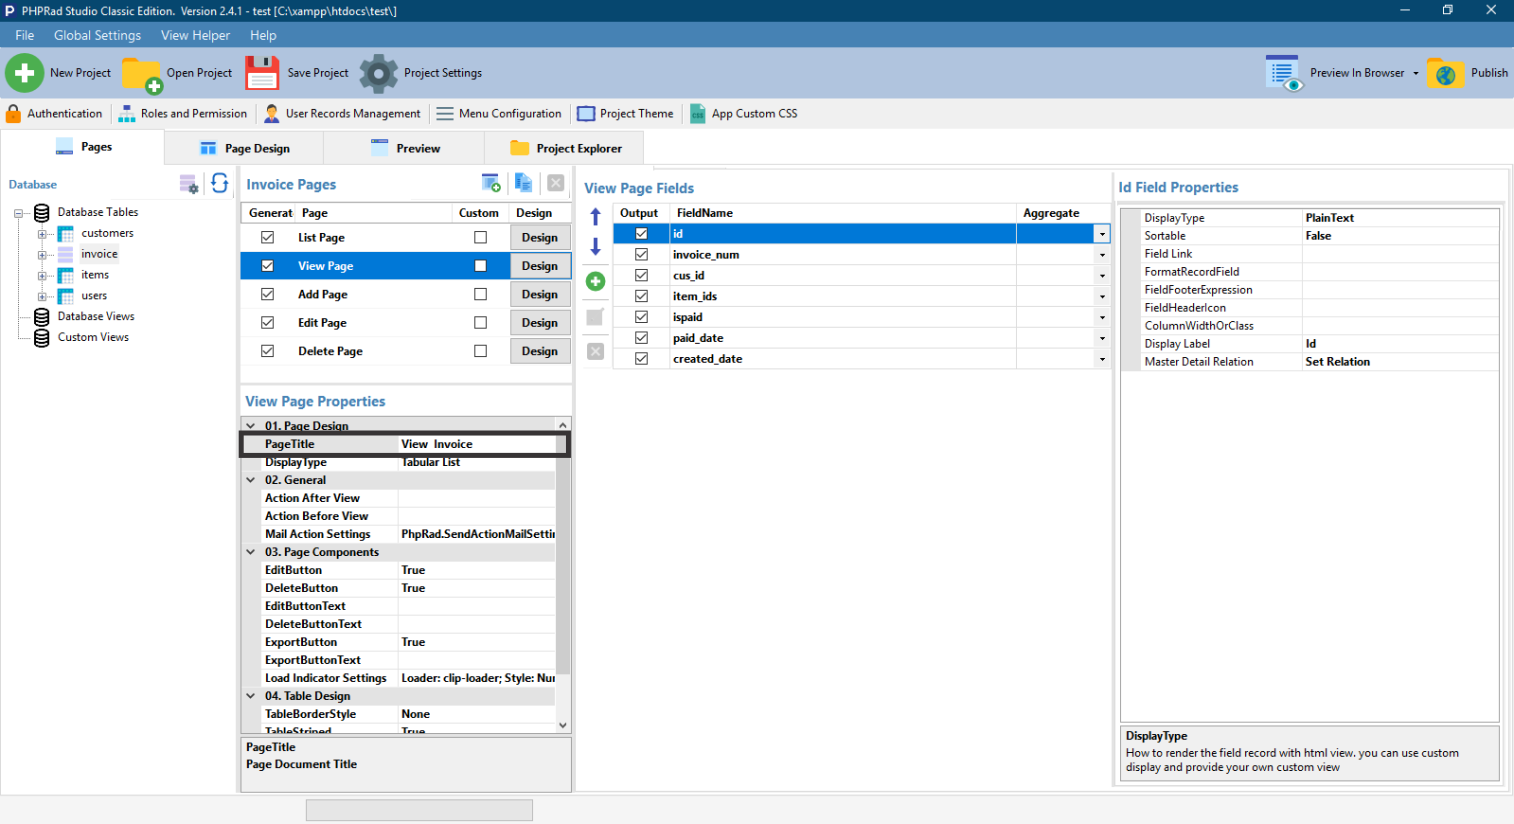 PHPRad Studio Classic Edition.  Version 2.4.1 - test [C:\xampp\htdocs\test\]
File Global Settings View Helper Help
New Project Open Project Save Project Project Settings Preview In Browser Publish
Authentication Roles and Permission User Records Management Menu Configuration Project Theme App Custom CSS
Pages Page Design Preview Project Explorer
Database
Database Tables
customers
invoice
items
users
Database Views
Custom Views
Invoice Pages
Generat Page Custom Design
List Page Design
View Page Design
Add Page Design
Edit Page Design
Delete Page Design
View Page Properties
01. Page Design
PageTitle View  Invoice
DisplayType Tabular List
02. General
Action After View
Action Before View
Mail Action Settings PhpRad.SendActionMailSettin
03. Page Components
EditButton True
DeleteButton True
EditButtonText
DeleteButtonText
ExportButton True
ExportButtonText
Load Indicator Settings Loader: clip-loader; Style: Nur
04. Table Design
TableBorderStyle None
TableStriped True
PageTitle
Page Document Title
View Page Fields
Output FieldName Aggregate
id
invoice_num
cus_id
item_ids
ispaid
paid_date
created_date
Id Field Properties
DisplayType PlainText
Sortable False
Field Link
FormatRecordField
FieldFooterExpression
FieldHeaderIcon
ColumnWidthOrClass
Display Label Id
Master Detail Relation Set Relation
DisplayType
How to render the field record with html view. you can use custom
display and provide your own custom view